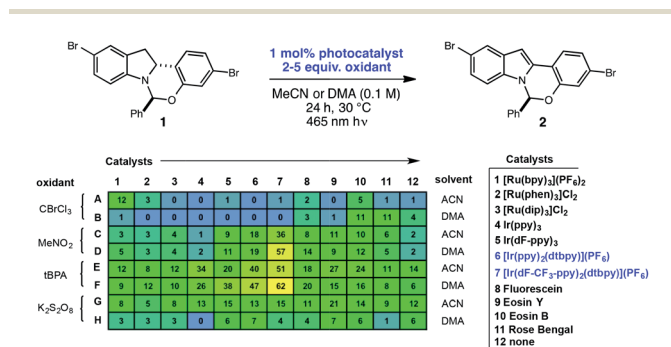 Br
Br
N
O
Ph
1
1 mol% photocatalyst
2-5 equiv. oxidant
MeCN or DMA (0.1 M)
24 h, 30 °C
465 nm hν
Br
Br
N
O
Ph
2
Catalysts
oxidant 1 2 3 4 5 6 7 8 9 10 11 12 solvent
CBrCl3
A 12 3 0 0 1 0 1 2 0 5 1 1 ACN
B 1 0 0 0 0 0 0 3 1 11 11 4 DMA
MeNO2
C 3 3 4 1 9 18 36 8 11 10 6 2 ACN
D 5 3 4 2 11 19 57 14 9 12 5 2 DMA
tBPA
E 12 8 12 34 20 40 51 18 27 24 11 14 ACN
F 9 12 10 26 38 47 62 20 15 16 8 6 DMA
K2S2O8
G 8 5 8 13 15 13 15 11 21 14 9 12 ACN
H 3 3 3 0 6 7 4 4 7 6 1 6 DMA
Catalysts
1 [Ru(bpy)3](PF6)2
2 [Ru(phen)3]Cl2
3 [Ru(dip)3]Cl2
4 Ir(ppy)3
5 Ir(dF-ppy)3
6 [Ir(ppy)2(dtbpy)](PF6)
7 [Ir(dF-CF3-ppy)2(dtbpy)](PF6)
8 Fluorescein
9 Eosin Y
10 Eosin B
11 Rose Bengal
12 none